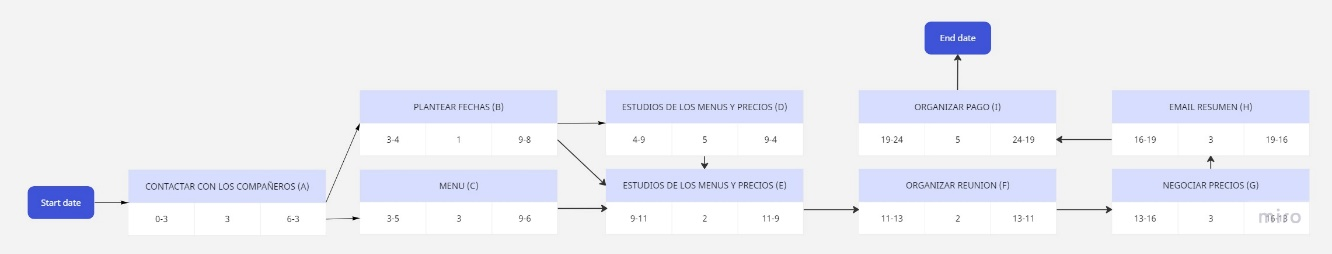 End date
PLANTEAR FECHAS (B)
3-4 1 9-8
ESTUDIOS DE LOS MENUS Y PRECIOS (D)
4-9 5 9-4
ORGANIZAR PAGO (I)
19-24 5 24-19
EMAIL RESUMEN (H)
16-19 3 19-16
Start date
CONTACTAR CON LOS COMPAÑEROS (A)
0-3 3 6-3
MENU (C)
3-5 3 9-6
ESTUDIOS DE LOS MENUS Y PRECIOS (E)
9-11 2 11-9
ORGANIZAR REUNION (F)
11-13 2 13-11
NEGOCIAR PRECIOS (G)
13-16 3 16-13
miro